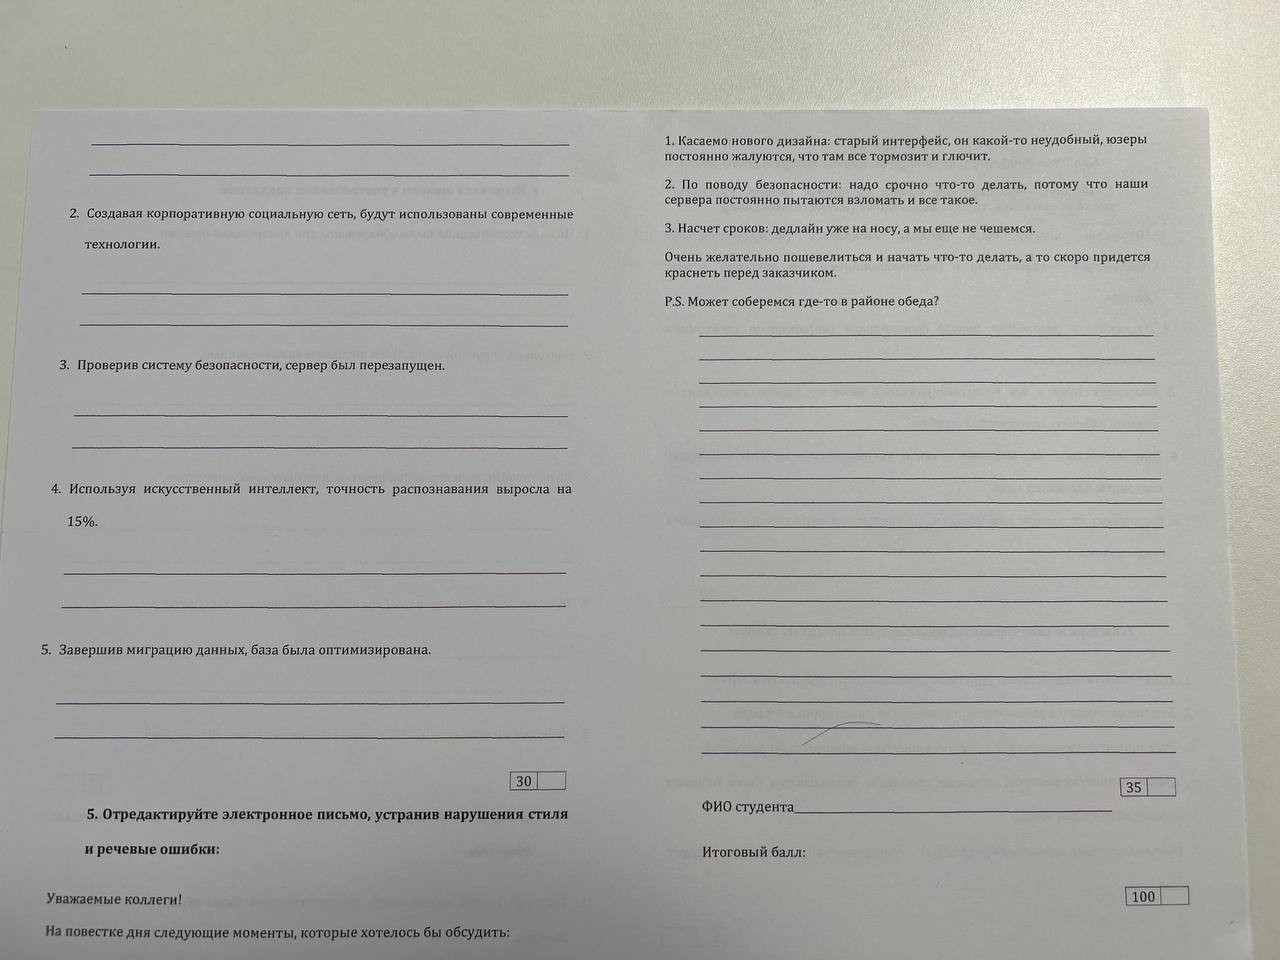 2. Создавая корпоративную социальную сеть, будут использованы современные
технологии.
3. Проверив систему безопасности, сервер был перезапущен.
4. Используя искусственный интеллект, точность распознавания выросла на
15%.
5. Завершив миграцию данных, база была оптимизирована.
30
5. Отредактируйте электронное письмо, устранив нарушения стиля
и речевые ошибки:
Уважаемые коллеги!
На повестке дня следующие моменты, которые хотелось бы обсудить:
1. Касаемо нового дизайна: старый интерфейс, он какой-то неудобный, юзеры
постоянно жалуются, что там все тормозит и глючит.
2. По поводу безопасности: надо срочно что-то делать, потому что наши
сервера постоянно пытаются взломать и все такое.
3. Насчет сроков: дедлайн уже на носу, а мы еще не чешемся.
Очень желательно пошевелиться и начать что-то делать, а то скоро придется
краснеть перед заказчиком.
P.S. Может соберемся где-то в районе обеда?
35
ФИО студента
Итоговый балл:
100